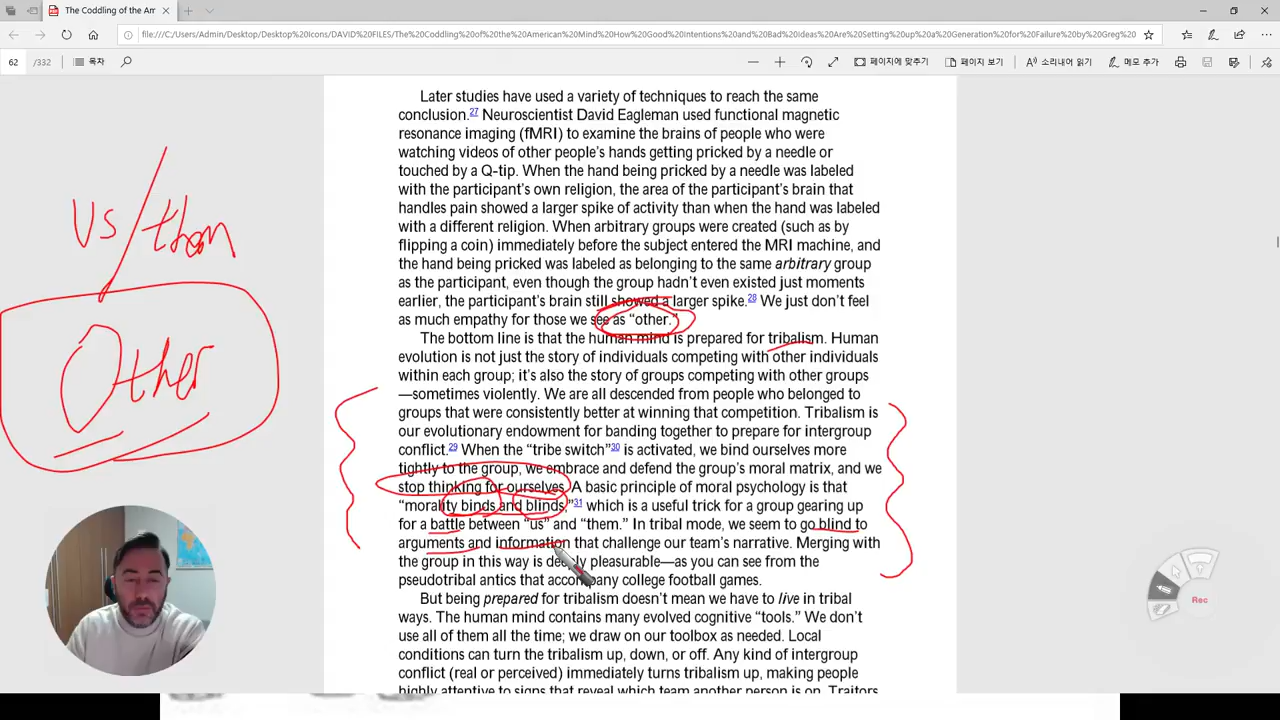 The Coddling of the Am
file:///C:/Users/Admin/Desktop/Desktop%20Icons/DAVID%20FILES/The%20Coddling%20of%20the%20American%20Mind%20How%20Good%20Intentions%20and%20Bad%20Ideas%20Are%20Setting%20up%20a%20Generation%20for%20Failure%20by%20Greg%20
62 /332 목차 페이지에 맞추기 페이지 보기 소리내어 읽기 메모 추가
Later studies have used a variety of techniques to reach the same
conclusion.27 Neuroscientist David Eagleman used functional magnetic
resonance imaging (fMRI) to examine the brains of people who were
watching videos of other people's hands getting pricked by a needle or
touched by a Q-tip. When the hand being pricked by a needle was labeled
with the participant's own religion, the area of the participant's brain that
handles pain showed a larger spike of activity than when the hand was labeled
with a different religion. When arbitrary groups were created (such as by
flipping a coin) immediately before the subject entered the MRI machine, and
the hand being pricked was labeled as belonging to the same arbitrary group
as the participant, even though the group hadn't even existed just moments
earlier, the participant's brain still showed a larger spike.28 We just don't feel
as much empathy for those we see as "other."
The bottom line is that the human mind is prepared for tribalism. Human
evolution is not just the story of individuals competing with other individuals
within each group; it's also the story of groups competing with other groups
—sometimes violently. We are all descended from people who belonged to
groups that were consistently better at winning that competition. Tribalism is
our evolutionary endowment for banding together to prepare for intergroup
conflict.29 When the "tribe switch"30 is activated, we bind ourselves more
tightly to the group, we embrace and defend the group's moral matrix, and we
stop thinking for ourselves. A basic principle of moral psychology is that
"morality binds and blinds,"31 which is a useful trick for a group gearing up
for a battle between "us" and "them." In tribal mode, we seem to go blind to
arguments and information that challenge our team's narrative. Merging with
the group in this way is deeply pleasurable—as you can see from the
pseudotribal antics that accompany college football games.
But being prepared for tribalism doesn't mean we have to live in tribal
ways. The human mind contains many evolved cognitive "tools." We don't
use all of them all the time; we draw on our toolbox as needed. Local
conditions can turn the tribalism up, down, or off. Any kind of intergroup
conflict (real or perceived) immediately turns tribalism up, making people
highly attentive to signs that reveal which team another person is on. Traitors
Us/them
Other
Rec